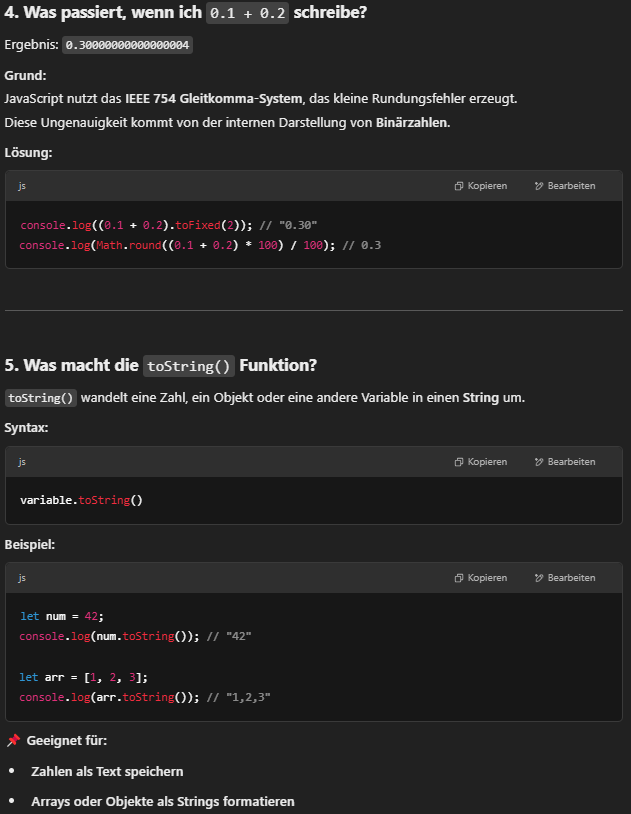 4. Was passiert, wenn ich 0.1 + 0.2 schreibe?
Ergebnis: 0.30000000000000004
Grund:
JavaScript nutzt das IEEE 754 Gleitkomma-System, das kleine Rundungsfehler erzeugt.
Diese Ungenauigkeit kommt von der internen Darstellung von Binärzahlen.
Lösung:
js Kopieren Bearbeiten
console.log((0.1 + 0.2).toFixed(2)); // "0.30"
console.log(Math.round((0.1 + 0.2) * 100) / 100); // 0.3
5. Was macht die toString() Funktion?
toString() wandelt eine Zahl, ein Objekt oder eine andere Variable in einen String um.
Syntax:
js Kopieren Bearbeiten
variable.toString()
Beispiel:
js Kopieren Bearbeiten
let num = 42;
console.log(num.toString()); // "42"
let arr = [1, 2, 3];
console.log(arr.toString()); // "1,2,3"
📌 Geeignet für:
• Zahlen als Text speichern
• Arrays oder Objekte als Strings formatieren